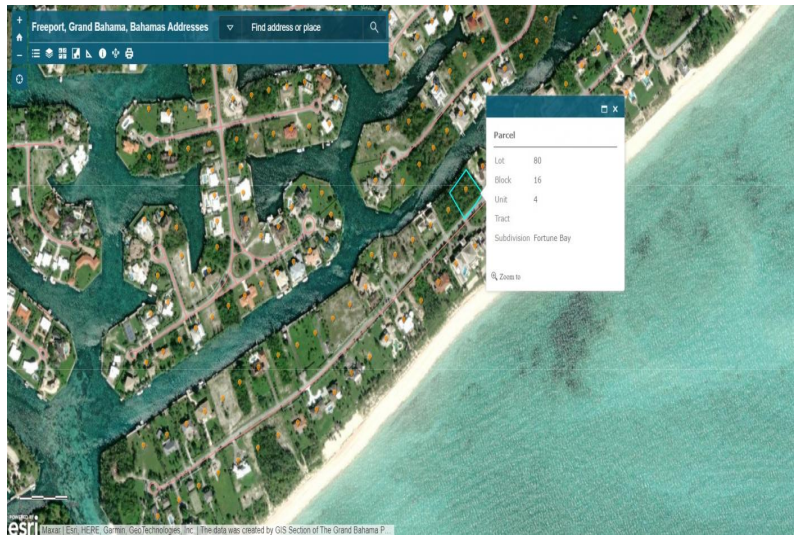 Freeport, Grand Bahama, Bahamas Addresses
Find address or place
Parcel
Lot 80
Block 16
Unit 4
Tract
Subdivision Fortune Bay
Zoom to
POWERED BY
esri
Maxar | Esri, HERE, Garmin, GeoTechnologies, Inc. | The data was created by GIS Section of The Grand Bahama P...